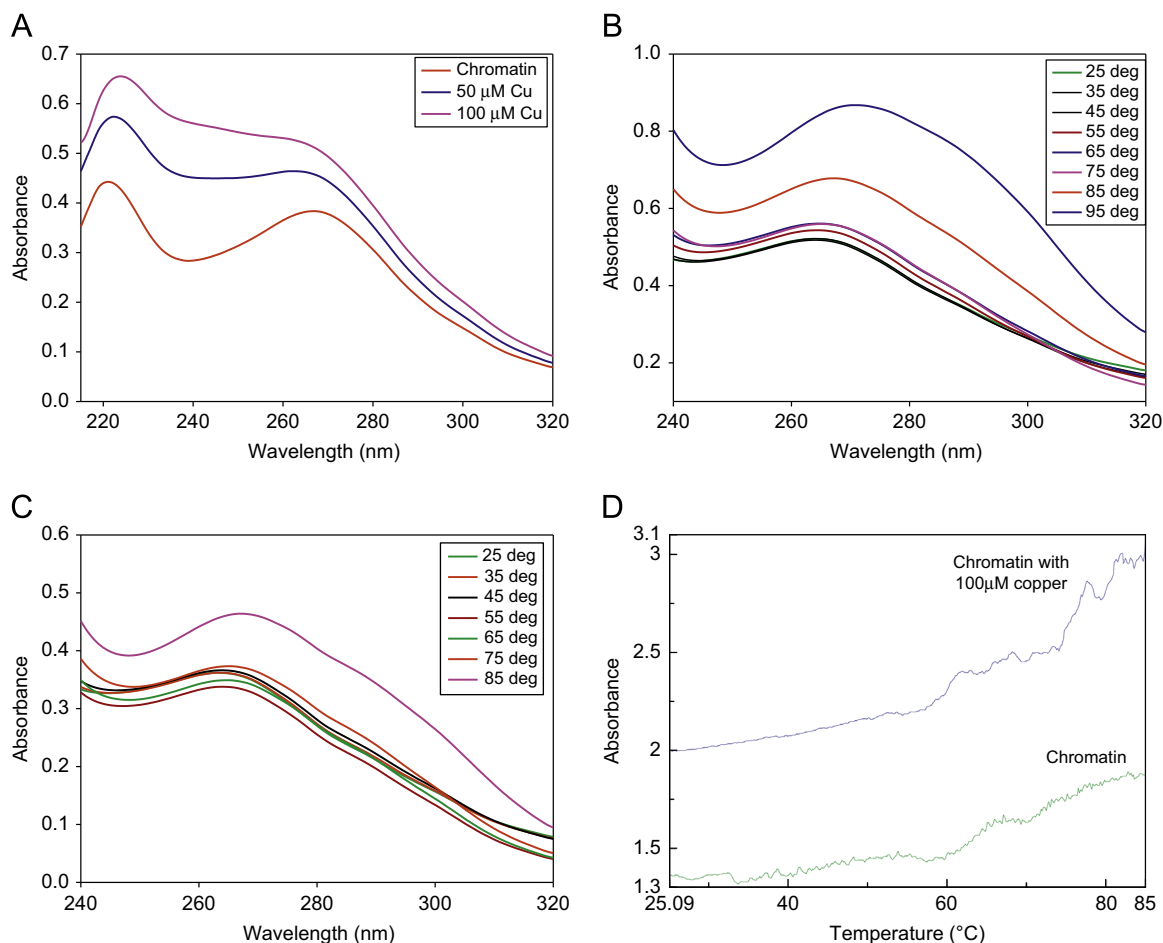 A
0.7
0.6
0.5
0.4
0.3
0.2
0.1
0.0
Absorbance
220
240
260
280
300
320
Wavelength (nm)
Chromatin
50 μM Cu
100 μM Cu
B
1.0
0.8
0.6
0.4
0.2
Absorbance
240
260
280
300
320
Wavelength (nm)
25 deg
35 deg
45 deg
55 deg
65 deg
75 deg
85 deg
95 deg
C
0.6
0.5
0.4
0.3
0.2
0.1
0.0
Absorbance
240
260
280
300
320
Wavelength (nm)
25 deg
35 deg
45 deg
55 deg
65 deg
75 deg
85 deg
D
3.1
3
2.5
2
1.5
1.3
Absorbance
25.09
40
60
80
85
Temperature (°C)
Chromatin with
100μM copper
Chromatin